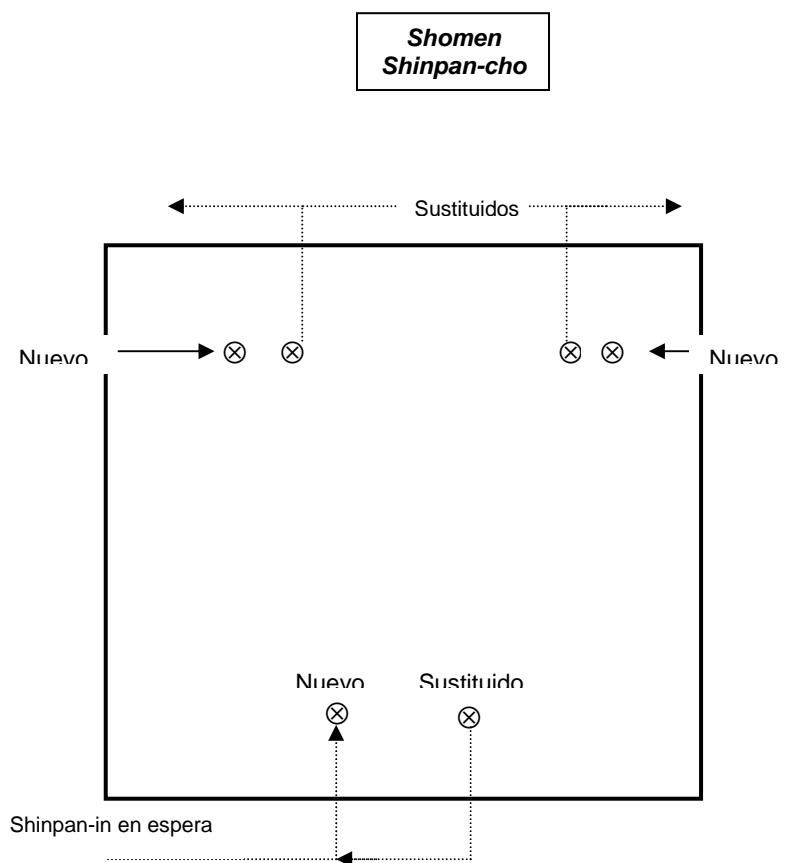 Shomen
Shinpan-cho
Sustituidos
Nuevo
Nuevo
Nuevo
Sustituido
Shinpan-in en espera